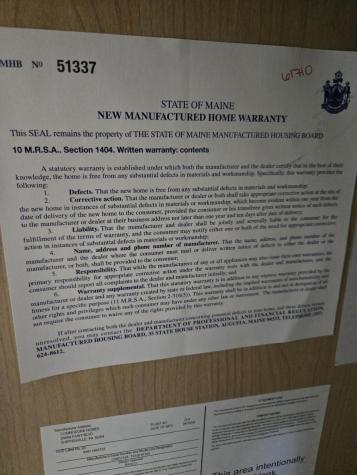 MHB No 51337
STATE OF MAINE
NEW MANUFACTURED HOME WARRANTY
This SEAL remains the property of THE STATE OF MAINE MANUFACTURED HOUSING BOARD
10 M.R.S.A.. Section 1404. Written warranty: contents
A statutory warranty is established under which both the manufacturer and the dealer certify that to the best of their
knowledge, the home is free from any substantial defects in materials and workmanship. Specifically, this warranty provides the
following:
1. Defects. That the new home is free from any substantial defects in materials and workmanship;
2. Corrective action. That the manufacturer or dealer or both shall take appropriate corrective action at the site of
the new home in instances of substantial defects in materials or workmanship, which become evident within one year from the
date of delivery of the new home to the consumer, provided the consumer or his transferee gives written notice of such defects
to the manufacturer or dealer at their business address not later than one year and ten days after date of delivery;
3. Liability. That the manufacturer and dealer shall be jointly and severally liable to the consumer for the
fulfillment of the terms of warranty, and the consumer may notify either one or both of the need for appropriate corrective
action in instances of substantial defects in materials or workmanship;
4. Name, address and phone number of manufacturer. That the name, address, and phone number of the
manufacturer and the dealer where the consumer must mail or deliver written notice of defects to either the dealer or the
manufacturer, or both, shall be provided to the consumer;
5. Responsibility. That while the manufacturers of any or all appliances may also issue their own warranties, the
primary responsibility for appropriate corrective action under the warranty rests with the dealer and manufacturer, and the
consumer should report all complaints to the dealer and manufacturer initially; and
6. Warranty supplemental. That this statutory warranty is in addition to any express warranty provided by the
manufacturer or dealer and any warranty created by state or federal law, including the implied warranties of merchantability and
fitness for a specific purpose (11 M.R.S.A., Section 2-316(5)). This warranty shall be in addition to and not in derogation of all
other rights and privileges which such consumer may have under any other law or instrument. The manufacturer or dealer shall
not require the consumer to waive any of the rights provided by this warranty.
If after contacting both the dealer and manufacturer concerning potential defects to your home, and these defects remain
unresolved, you may contact the DEPARTMENT OF PROFESSIONAL AND FINANCIAL REGULATION,
MANUFACTURED HOUSING BOARD, 35 STATE HOUSE STATION, AUGUSTA, MAINE 04333, TELEPHONE (207)
624-8612.
Manufacturer Address
COMMODORE HOMES
SHIPPENVILLE, PA 16254
This area intentionally